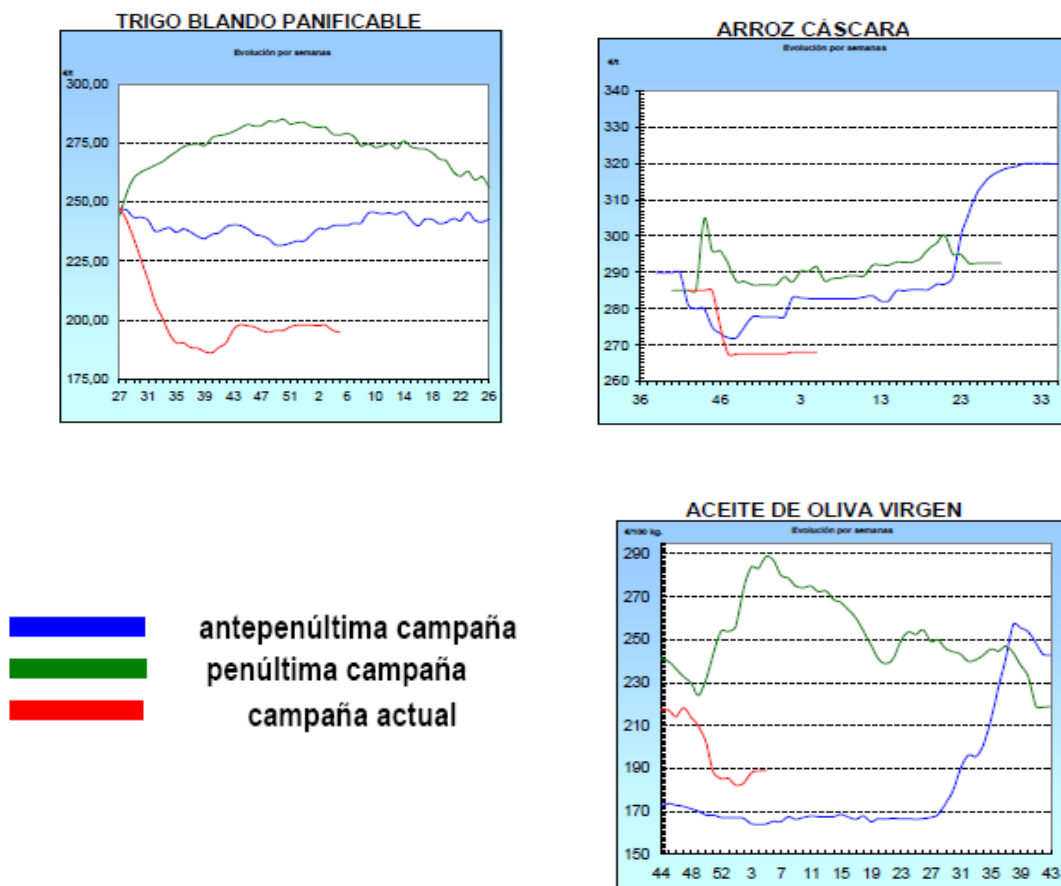 TRIGO BLANDO PANIFICABLE
Evolución por semanas
€/t
300,00
275,00
250,00
225,00
200,00
175,00
27 31 35 39 43 47 51 2 6 10 14 18 22 26
ARROZ CÁSCARA
Evolución por semanas
€/t
340
330
320
310
300
290
280
270
260
36 46 3 13 23 33
ACEITE DE OLIVA VIRGEN
€/100 kg.
Evolución por semanas
290
270
250
230
210
190
170
150
44 48 52 3 7 11 15 19 23 27 31 35 39 43
antepenúltima campaña
penúltima campaña
campaña actual